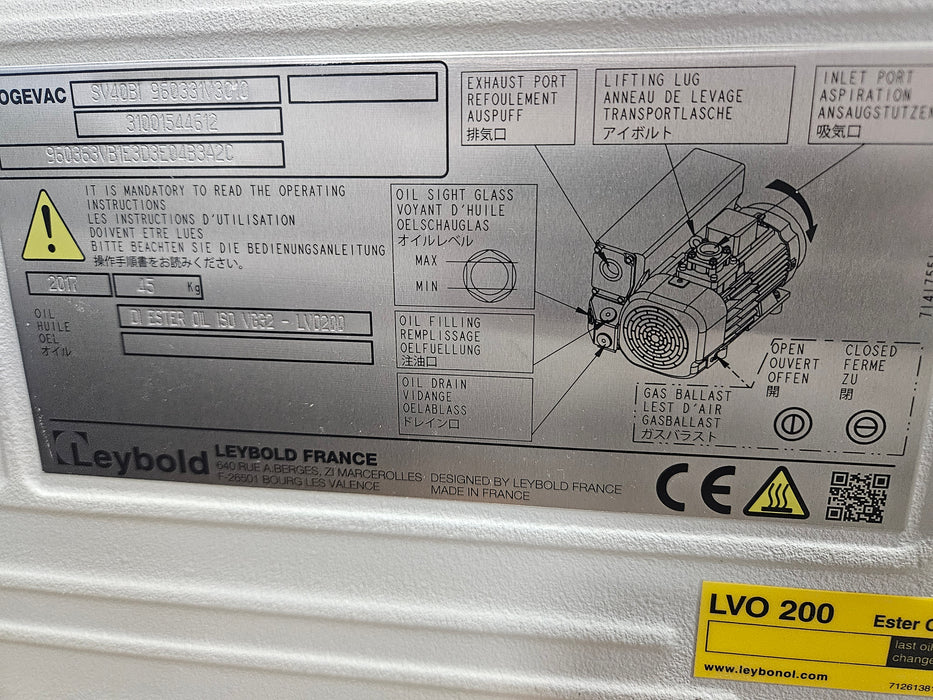 OGEVAC
SV40BI 960331V3010
31001544612
960363VB1E3D3E04B3A2C
EXHAUST PORT
REFOULEMENT
AUSPUFF
排気口
LIFTING LUG
ANNEAU DE LEVAGE
TRANSPORTLASCHE
アイボルト
INLET PORT
ASPIRATION
ANSAUGSTUTZEN
吸気口
IT IS MANDATORY TO READ THE OPERATING
INSTRUCTIONS
LES INSTRUCTIONS D'UTILISATION
DOIVENT ETRE LUES
BITTE BEACHTEN SIE DIE BEDIENUNGSANLEITUNG
操作手順書をお読みください。
2017 45 Kg
OIL SIGHT GLASS
VOYANT D'HUILE
OELSCHAUGLAS
オイルレベル
MAX
MIN
OIL
HUILE
OEL
オイル
DI ESTER OIL ISO VG32 - LVO200
OIL FILLING
REMPLISSAGE
OELFUELLUNG
注油口
OIL DRAIN
VIDANGE
OELABLASS
ドレイン口
GAS BALLAST
LEST D'AIR
GASBALLAST
ガスバラスト
OPEN
OUVERT
OFFEN
開
CLOSED
FERME
ZU
閉
Leybold
LEYBOLD FRANCE
640 RUE A.BERGES, ZI MARCEROLLES
F-26501 BOURG LES VALENCE
DESIGNED BY LEYBOLD FRANCE
MADE IN FRANCE
CE
LVO 200
Ester
last oil
change
www.leybonol.com
7126138